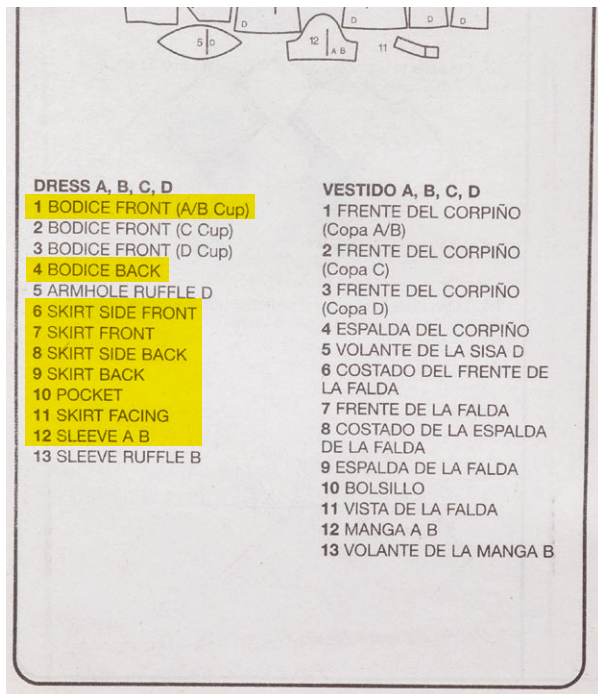 D
D
D
D
5 D
12
A B
11
DRESS A, B, C, D
1 BODICE FRONT (A/B Cup)
2 BODICE FRONT (C Cup)
3 BODICE FRONT (D Cup)
4 BODICE BACK
5 ARMHOLE RUFFLE D
6 SKIRT SIDE FRONT
7 SKIRT FRONT
8 SKIRT SIDE BACK
9 SKIRT BACK
10 POCKET
11 SKIRT FACING
12 SLEEVE A B
13 SLEEVE RUFFLE B
VESTIDO A, B, C, D
1 FRENTE DEL CORPIÑO
(Copa A/B)
2 FRENTE DEL CORPIÑO
(Copa C)
3 FRENTE DEL CORPIÑO
(Copa D)
4 ESPALDA DEL CORPIÑO
5 VOLANTE DE LA SISA D
6 COSTADO DEL FRENTE DE
LA FALDA
7 FRENTE DE LA FALDA
8 COSTADO DE LA ESPALDA
DE LA FALDA
9 ESPALDA DE LA FALDA
10 BOLSILLO
11 VISTA DE LA FALDA
12 MANGA A B
13 VOLANTE DE LA MANGA B